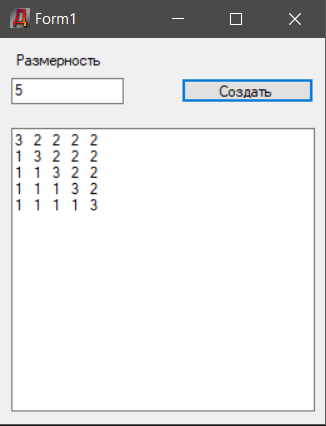 Form1
Размерность
5
Создать
3 2 2 2 2
1 3 2 2 2
1 1 3 2 2
1 1 1 3 2
1 1 1 1 3